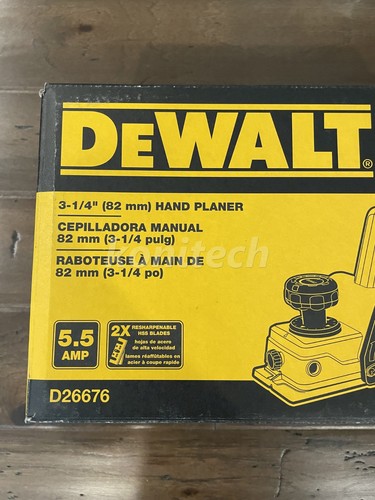 DEWALT®
3-1/4" (82 mm) HAND PLANER
CEPILLADORA MANUAL
82 mm (3-1/4 pulg)
RABOTEUSE À MAIN DE
82 mm (3-1/4 po)
5.5
AMP
2X
RESHARPENABLE
HSS BLADES
hojas de acero
de alta velocidad
lames réaffûtables en
acier à coupe rapide
D26676